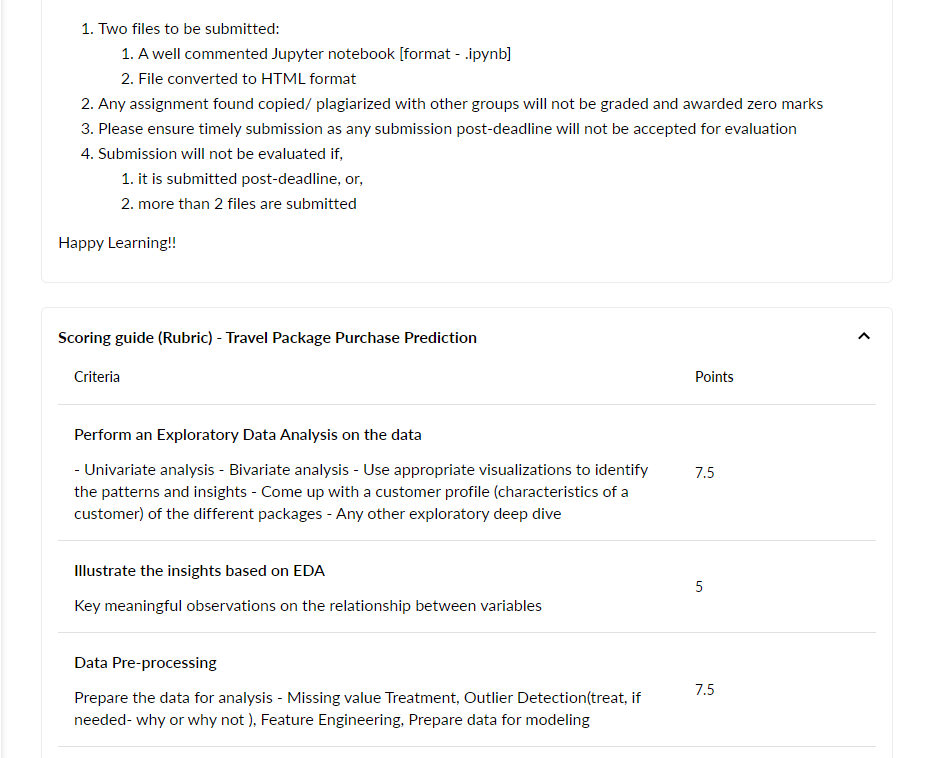 1. Two files to be submitted:
1. A well commented Jupyter notebook [format - .ipynb]
2. File converted to HTML format
2. Any assignment found copied/ plagiarized with other groups will not be graded and awarded zero marks
3. Please ensure timely submission as any submission post-deadline will not be accepted for evaluation
4. Submission will not be evaluated if,
1. it is submitted post-deadline, or,
2. more than 2 files are submitted
Happy Learning!!
Scoring guide (Rubric) - Travel Package Purchase Prediction
Criteria Points
Perform an Exploratory Data Analysis on the data
- Univariate analysis - Bivariate analysis - Use appropriate visualizations to identify
the patterns and insights - Come up with a customer profile (characteristics of a
customer) of the different packages - Any other exploratory deep dive
7.5
Illustrate the insights based on EDA
Key meaningful observations on the relationship between variables
5
Data Pre-processing
Prepare the data for analysis - Missing value Treatment, Outlier Detection(treat, if
needed- why or why not ), Feature Engineering, Prepare data for modeling
7.5